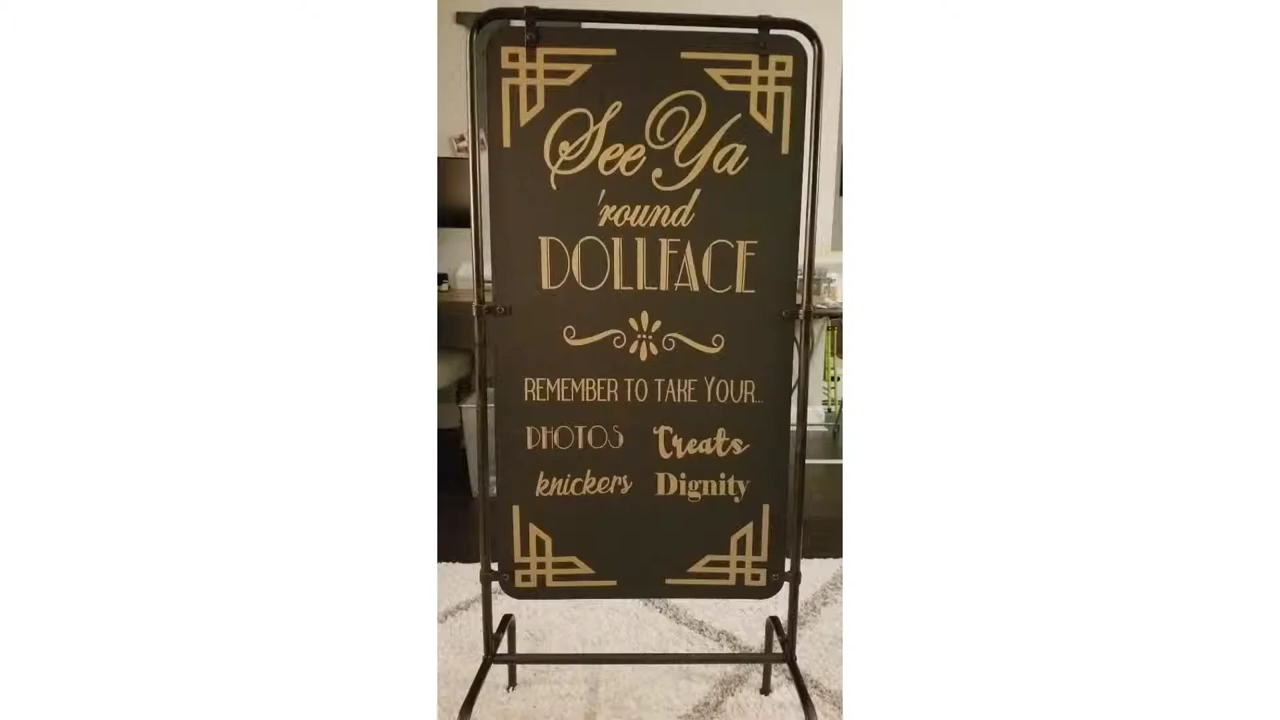 See Ya
'round
DOLLFACE
REMEMBER TO TAKE YOUR...
PHOTOS Treats
knickers Dignity